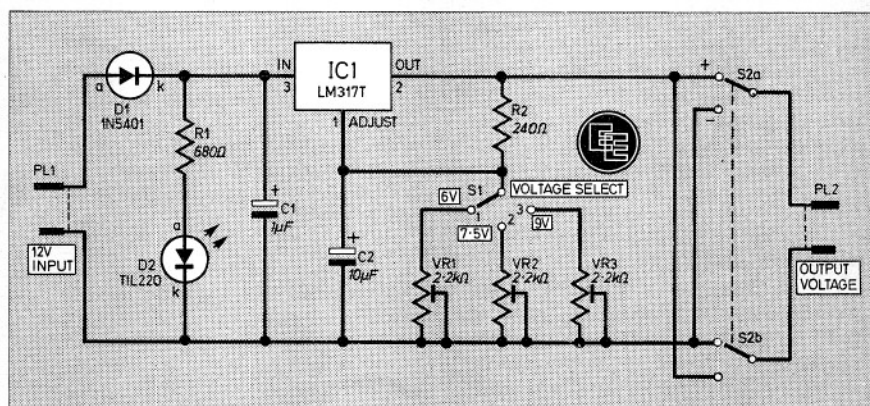 IN
IC1
LM317T
OUT
3
2
1
ADJUST
a
k
D1
1N5401
R1
680Ω
R2
240Ω
EE
+
S2a
−
PL1
12V
INPUT
a
D2
TIL220
k
+
C1
1µF
+
C2
10µF
S1
VOLTAGE SELECT
6V
1
2
3
9V
7·5V
VR1
2·2kΩ
VR2
2·2kΩ
VR3
2·2kΩ
PL2
OUTPUT
VOLTAGE
S2b